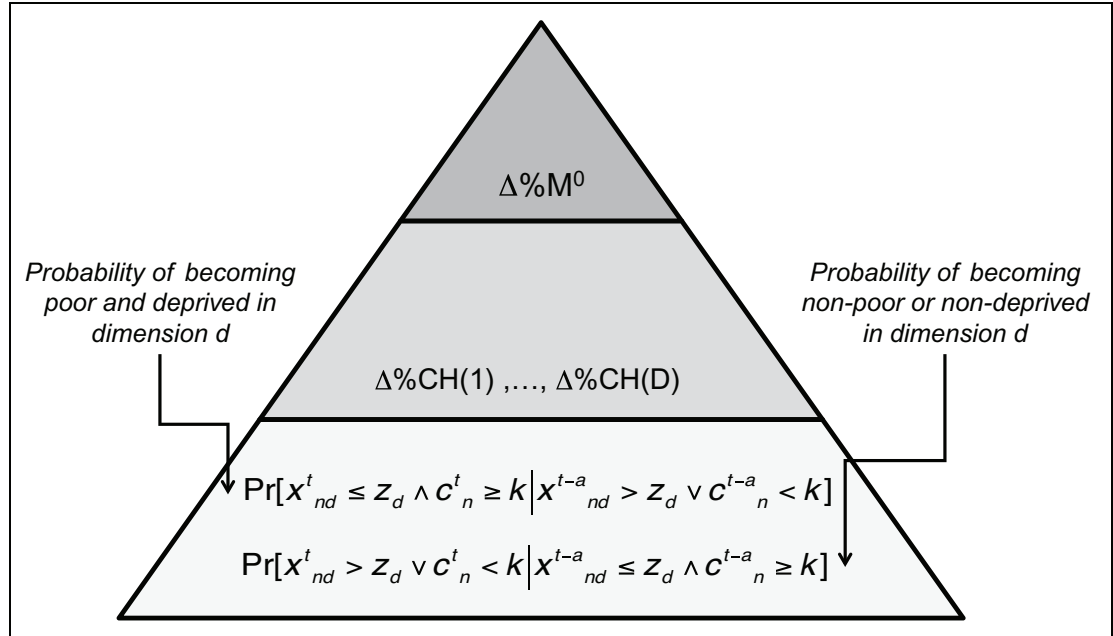 Δ%M⁰
Probability of becoming
poor and deprived in
dimension d
Probability of becoming
non-poor or non-deprived
in dimension d
Δ%CH(1) ,…, Δ%CH(D)
Pr[xᵗₙd ≤ z_d ∧ cᵗₙ ≥ k|xᵗ⁻ᵃₙd > z_d ∨ cᵗ⁻ᵃₙ < k]
Pr[xᵗₙd > z_d ∨ cᵗₙ < k|xᵗ⁻ᵃₙd ≤ z_d ∧ cᵗ⁻ᵃₙ ≥ k]